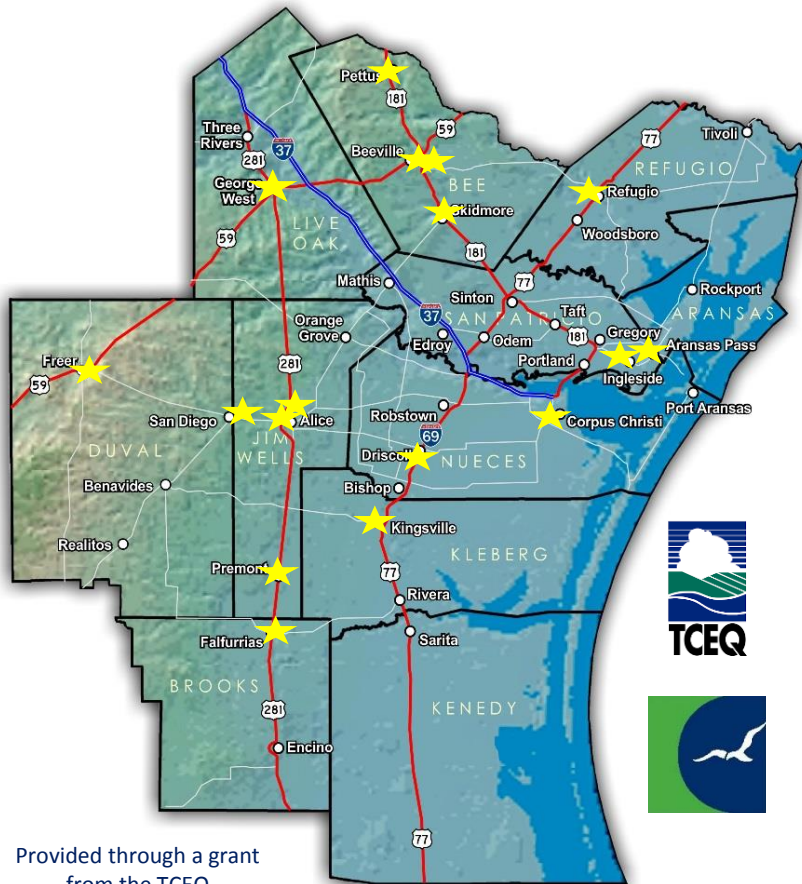 Pettus
181
59
77
Tivoli
Three
Rivers
INTERSTATE
37
Beeville
281
REFUGIO
George
West
BEE
Refugio
Skidmore
LIVE
OAK
Woodsboro
59
181
Mathis
77
Rockport
Sinton
Orange
Grove
37
SAN PATRICIO
Taft
ARANSAS
Edroy
Odem
181
Gregory
Aransas Pass
281
Portland
Freer
Ingleside
59
Port Aransas
San Diego
Robstown
Alice
Corpus Christi
JIM
WELLS
69
DUVAL
Driscoll
NUECES
Benavides
Bishop
Kingsville
Realitos
KLEBERG
Premont
77
Rivera
Falfurrias
Sarita
TCEQ
BROOKS
281
KENEDY
Encino
77
Provided through a grant
from the TCEQ